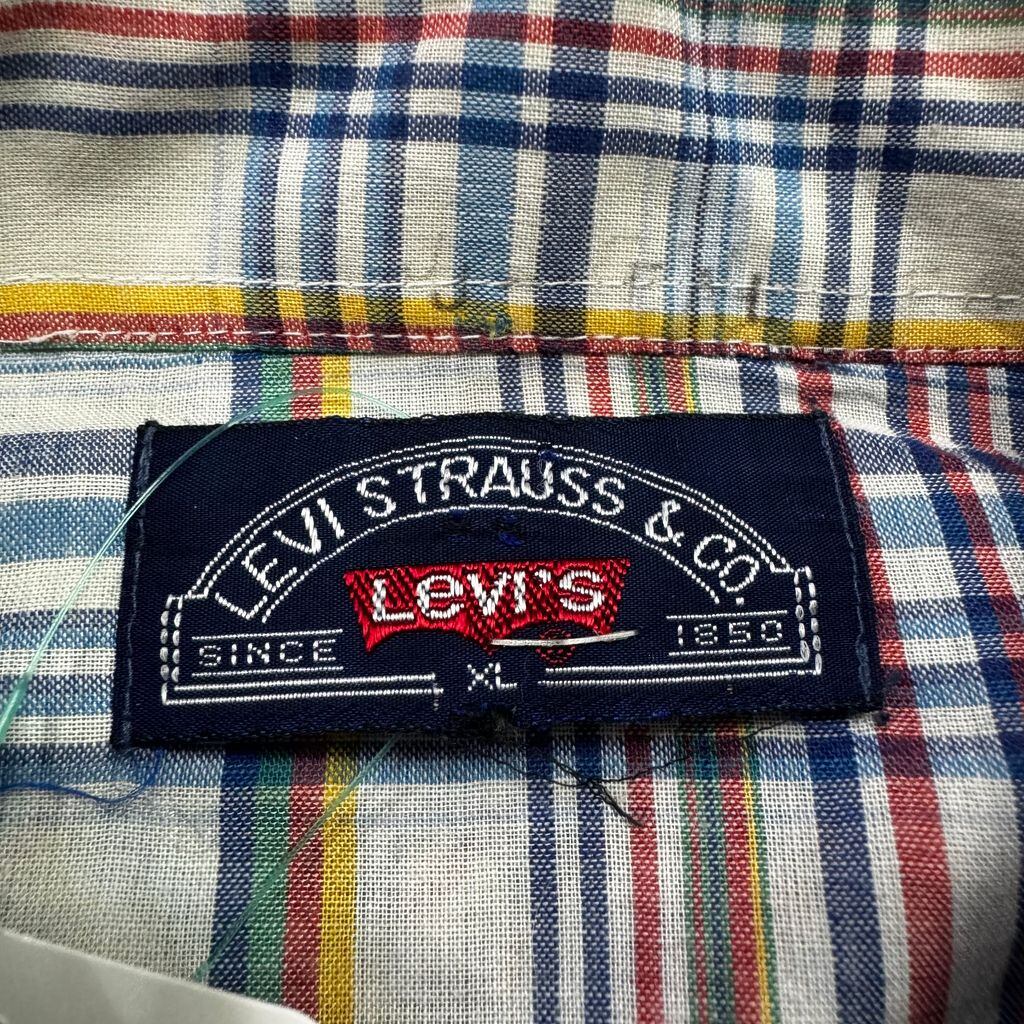 LEVI STRAUSS & CO.
Levi's
SINCE 1850
XL